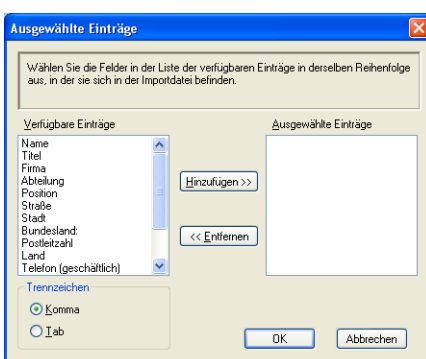 Ausgewählte Einträge
Wählen Sie die Felder in der Liste der verfügbaren Einträge in derselben Reihenfolge
aus, in der sie sich in der Importdatei befinden.
Verfügbare Einträge
Ausgewählte Einträge
Name
Titel
Firma
Abteilung
Position
Straße
Stadt
Bundesland:
Postleitzahl
Land
Telefon (geschäftlich)
Hinzufügen >>
<< Entfernen
Trennzeichen
Komma
Tab
OK
Abbrechen